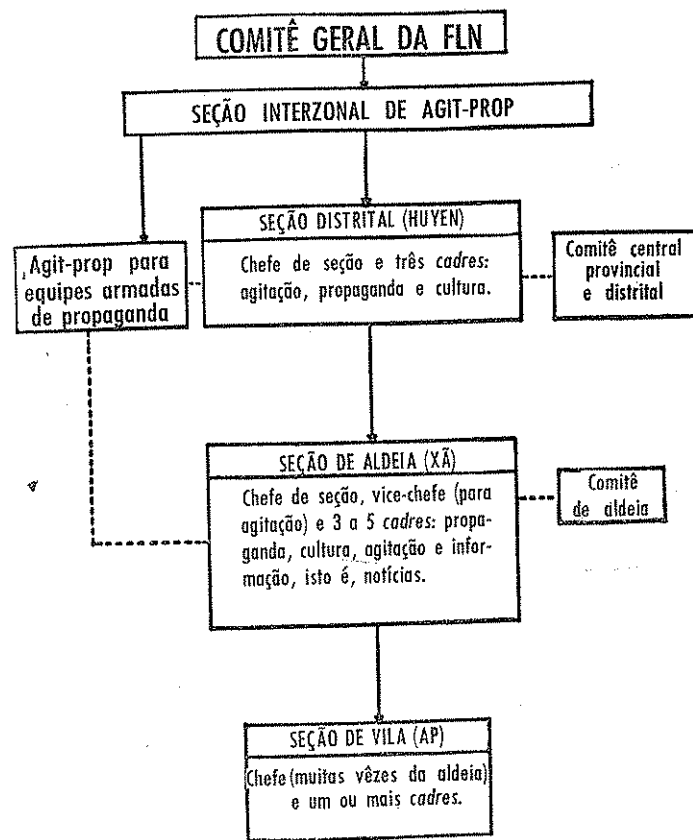 COMITÊ GERAL DA FLN
SEÇÃO INTERZONAL DE AGIT-PROP
SEÇÃO DISTRITAL (HUYEN)
Chefe de seção e três cadres:
agitação, propaganda e cultura.
Agit-prop para
equipes armadas
de propaganda
Comitê central
provincial
e distrital
SEÇÃO DE ALDEIA (XÃ)
Chefe de seção, vice-chefe (para
agitação) e 3 a 5 cadres: propa-
ganda, cultura, agitação e infor-
mação, isto é, notícias.
Comitê
de aldeia
SEÇÃO DE VILA (AP)
Chefe (muitas vêzes da aldeia)
e um ou mais cadres.